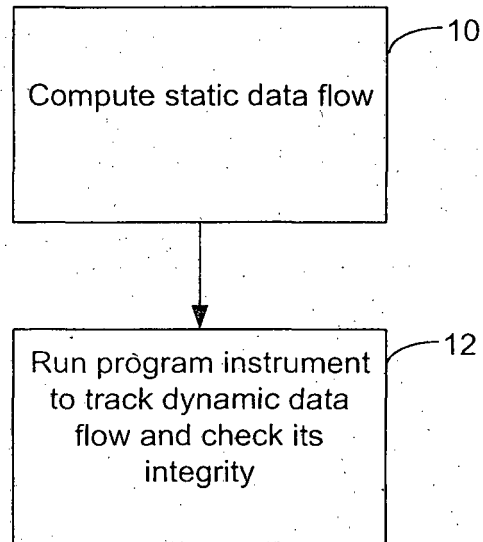 10
Compute static data flow
12
Run program instrument
to track dynamic data
flow and check its
integrity